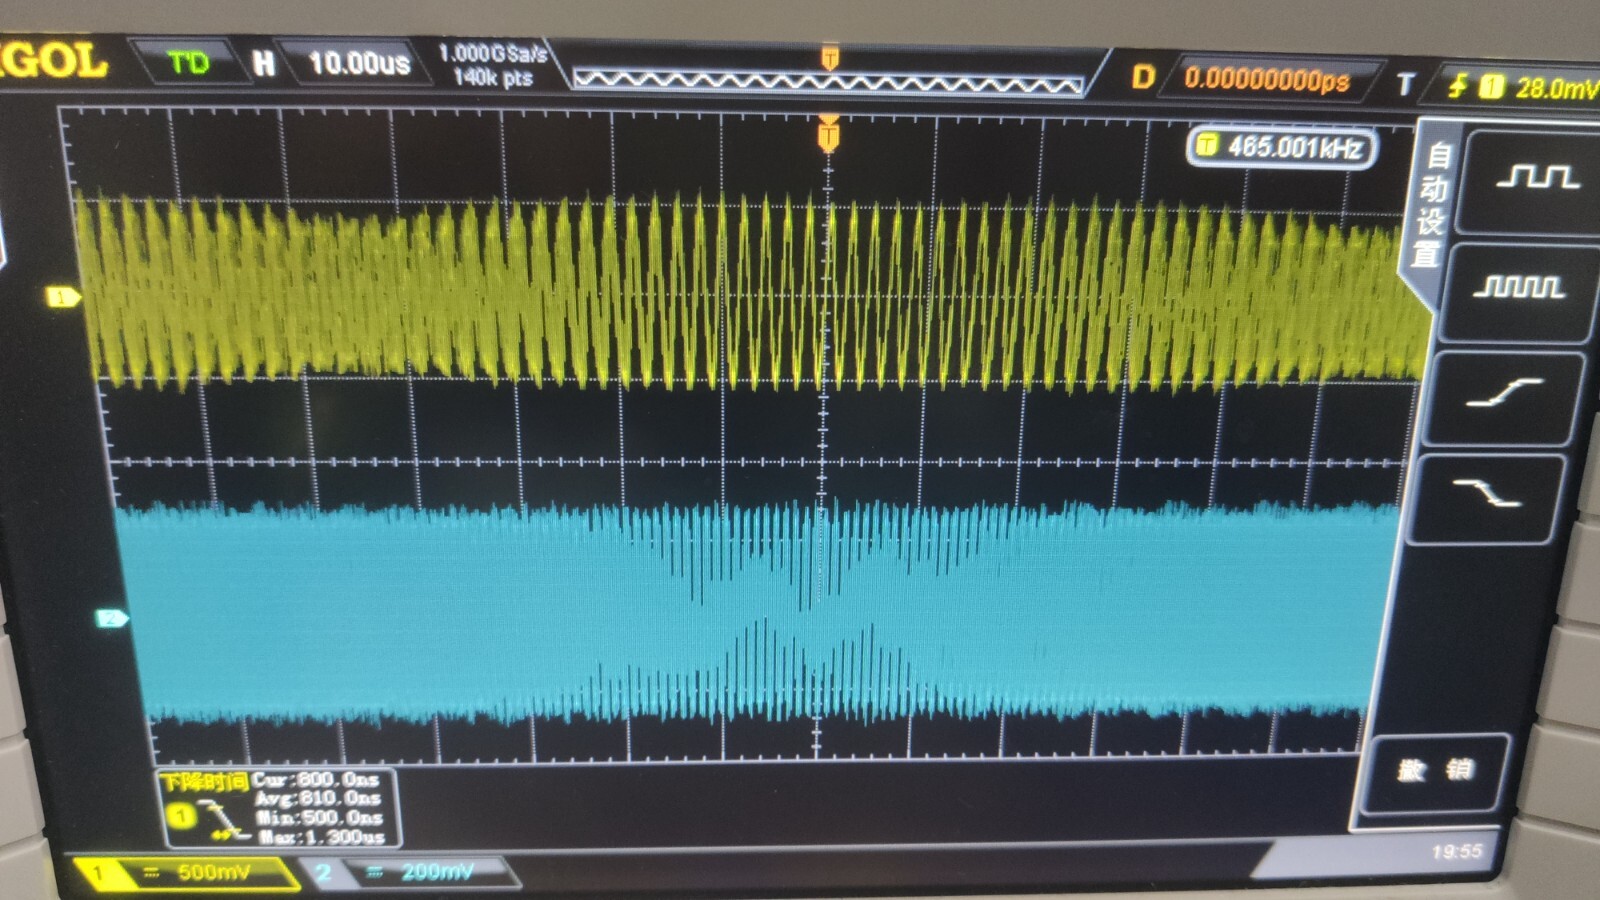 IGOL T'D H 10.00us 1.000GSa/s 140k pts T D 0.00000000ps T 1 28.0mV
T
T 465.001kHz
自动设置
1
2
下降时间 Cur:800.0ns
Avg:810.0ns
1 Min:500.0ns
Max:1.300us
撤 销
19:55
1 500mV 2 200mV